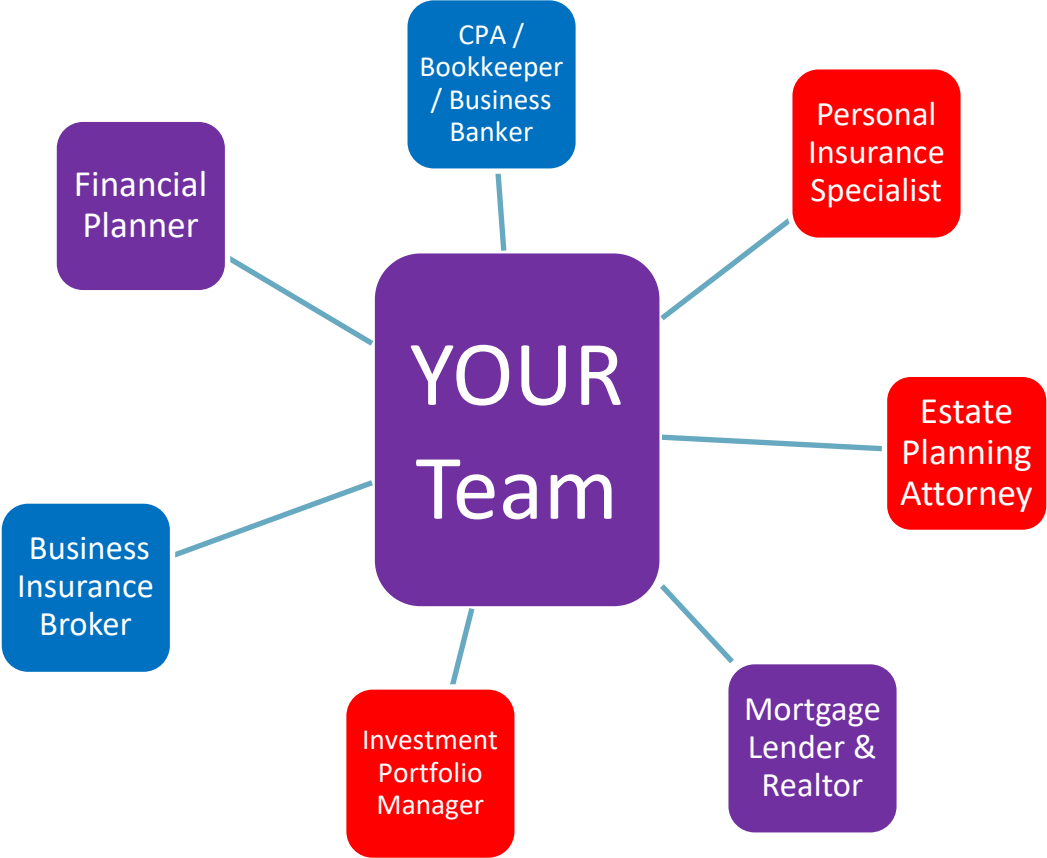 CPA /
Bookkeeper
/ Business
Banker
Personal
Insurance
Specialist
Financial
Planner
YOUR
Team
Estate
Planning
Attorney
Business
Insurance
Broker
Investment
Portfolio
Manager
Mortgage
Lender &
Realtor